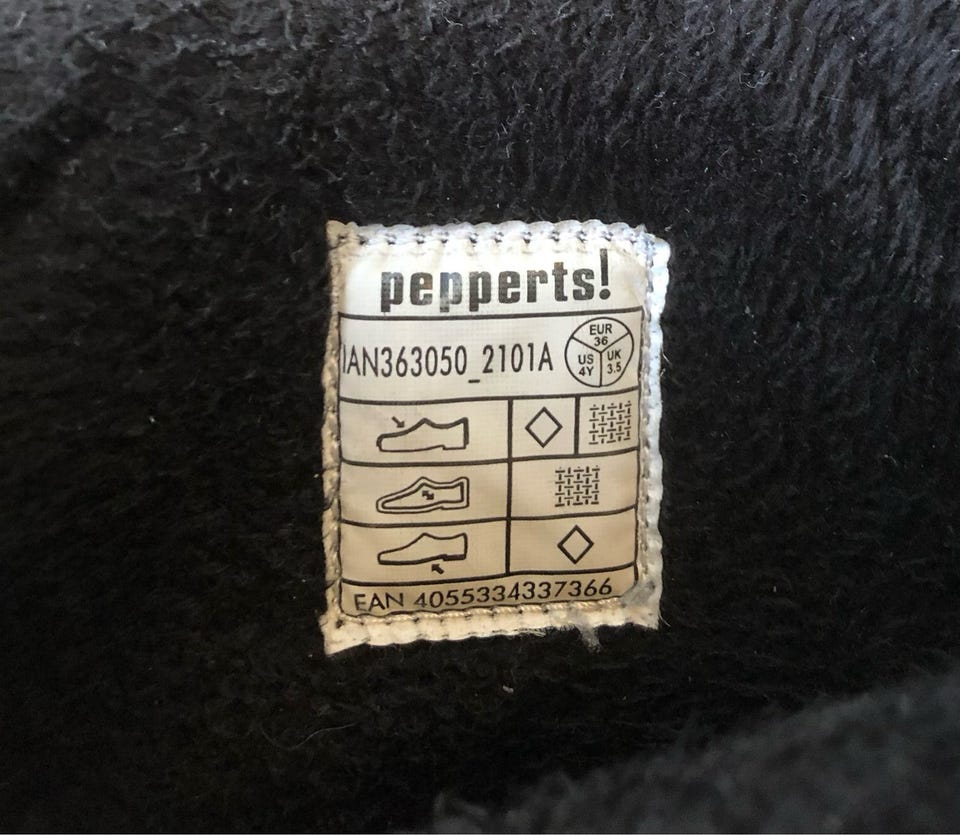 pepperts!
IAN363050_2101A
EUR
36
US
4Y
UK
3.5
EAN 4055334337366